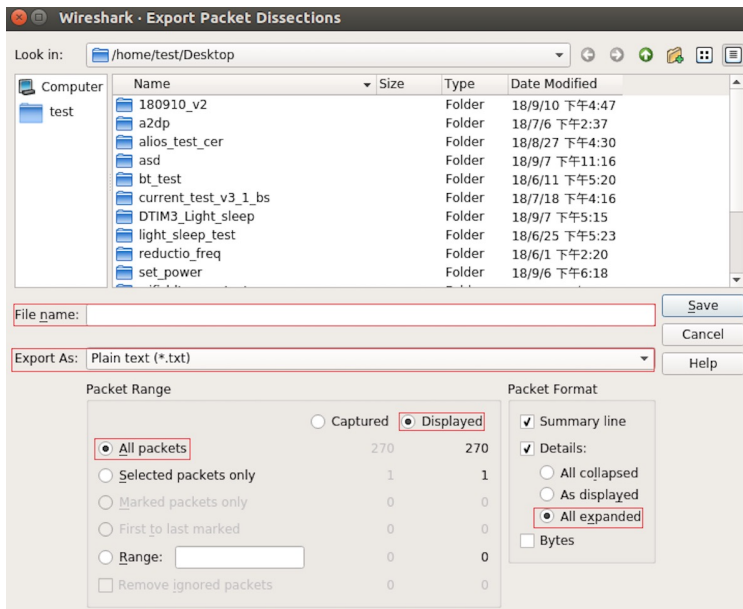 Wireshark · Export Packet Dissections
Look in: /home/test/Desktop
Computer
test
Name Size Type Date Modified
180910_v2 Folder 18/9/10 下午4:47
a2dp Folder 18/7/6 下午2:37
alios_test_cer Folder 18/8/27 下午4:30
asd Folder 18/9/7 下午11:16
bt_test Folder 18/6/11 下午5:20
current_test_v3_1_bs Folder 18/7/18 下午4:16
DTIM3_Light_sleep Folder 18/9/7 下午5:15
light_sleep_test Folder 18/6/25 下午5:23
reductio_freq Folder 18/6/1 下午2:20
set_power Folder 18/9/6 下午6:18
File name:
Save
Cancel
Export As: Plain text (*.txt)
Help
Packet Range
Captured Displayed
All packets 270 270
Selected packets only 1 1
Marked packets only 0 0
First to last marked 0 0
Range: 0 0
Remove ignored packets 0 0
Packet Format
Summary line
Details:
All collapsed
As displayed
All expanded
Bytes